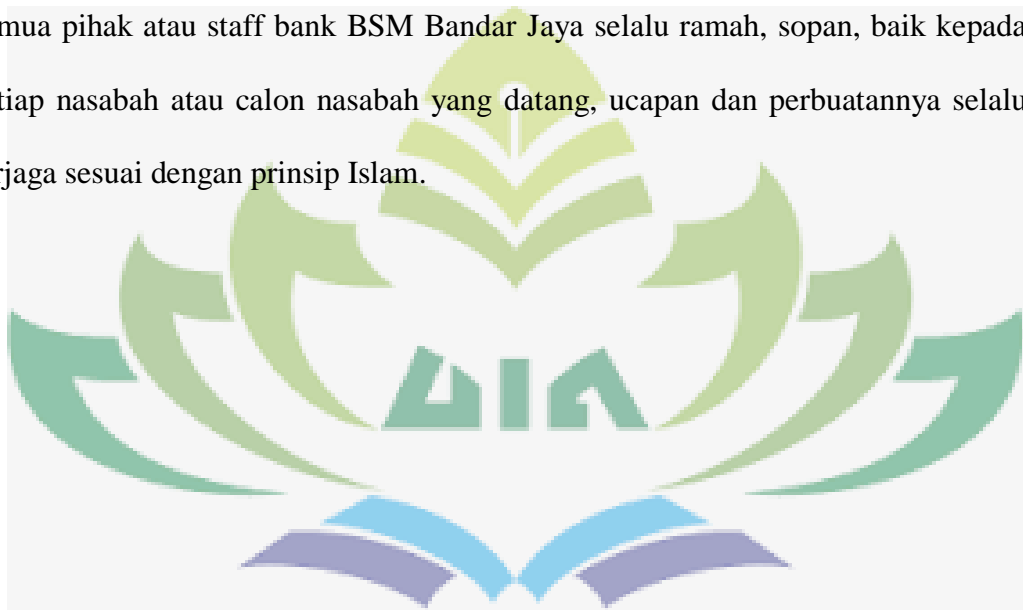 mua pihak atau staff bank BSM Bandar Jaya selalu ramah, sopan, baik kepada
tiap nasabah atau calon nasabah yang datang, ucapan dan perbuatannya selalu
rjaga sesuai dengan prinsip Islam.
UIN